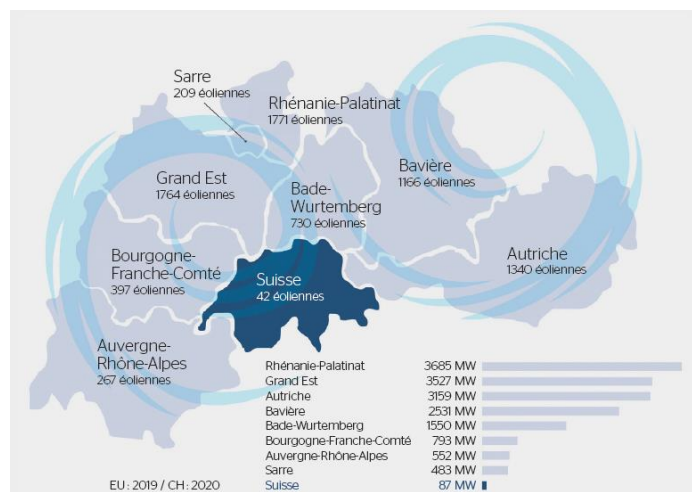 Sarre
209 éoliennes
Rhénanie-Palatinat
1771 éoliennes
Grand Est
1764 éoliennes
Bade-
Wurtemberg
730 éoliennes
Bavière
1166 éoliennes
Bourgogne-
Franche-Comté
397 éoliennes
Suisse
42 éoliennes
Autriche
1340 éoliennes
Auvergne-
Rhône-Alpes
267 éoliennes
Rhénanie-Palatinat 3685 MW
Grand Est 3527 MW
Autriche 3159 MW
Bavière 2531 MW
Bade-Wurtemberg 1550 MW
Bourgogne-Franche-Comté 793 MW
Auvergne-Rhône-Alpes 552 MW
Sarre 483 MW
EU : 2019 / CH : 2020 Suisse 87 MW